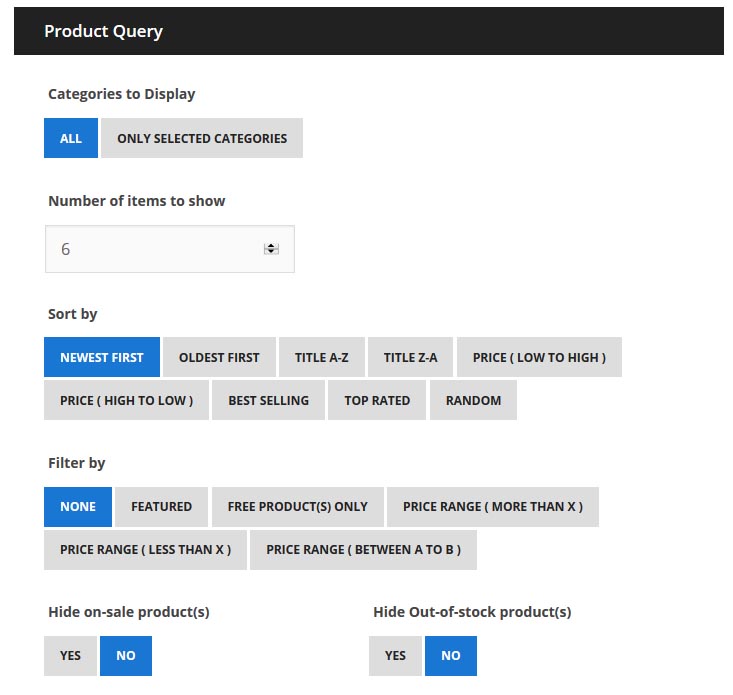 Product Query
Categories to Display
ALL ONLY SELECTED CATEGORIES
Number of items to show
6
Sort by
NEWEST FIRST OLDEST FIRST TITLE A-Z TITLE Z-A PRICE ( LOW TO HIGH )
PRICE ( HIGH TO LOW ) BEST SELLING TOP RATED RANDOM
Filter by
NONE FEATURED FREE PRODUCT(S) ONLY PRICE RANGE ( MORE THAN X )
PRICE RANGE ( LESS THAN X ) PRICE RANGE ( BETWEEN A TO B )
Hide on-sale product(s) Hide Out-of-stock product(s)
YES NO YES NO